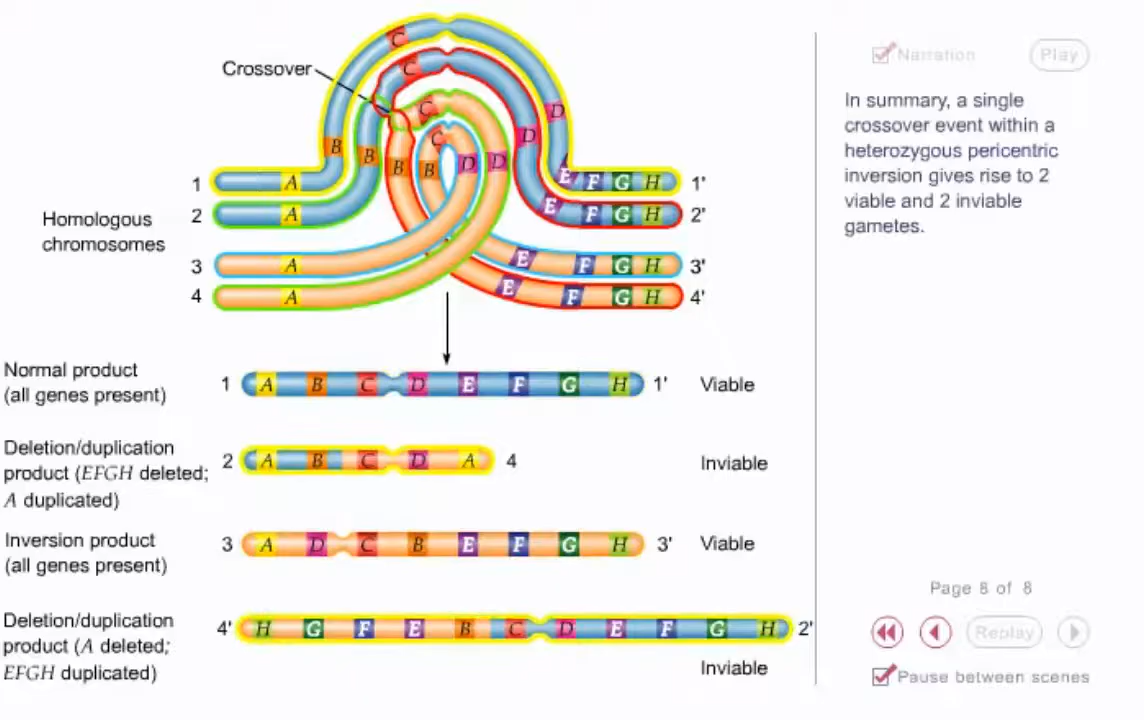 Narration
Play
In summary, a single
crossover event within a
heterozygous pericentric
inversion gives rise to 2
viable and 2 inviable
gametes.
Crossover
C
C
C
C
B
B
B
B
D
D
D
D
1 A E F G H 1'
2 A E F G H 2'
Homologous
chromosomes
3 A E F G H 3'
4 A E F G H 4'
Normal product
(all genes present)
1 A B C D E F G H 1' Viable
Deletion/duplication
product (EFGH deleted;
A duplicated)
2 A B C D A 4 Inviable
Inversion product
(all genes present)
3 A D C B E F G H 3' Viable
Deletion/duplication
product (A deleted;
EFGH duplicated)
4' H G F E B C D E F G H 2'
Inviable
Page 8 of 8
Replay
Pause between scenes